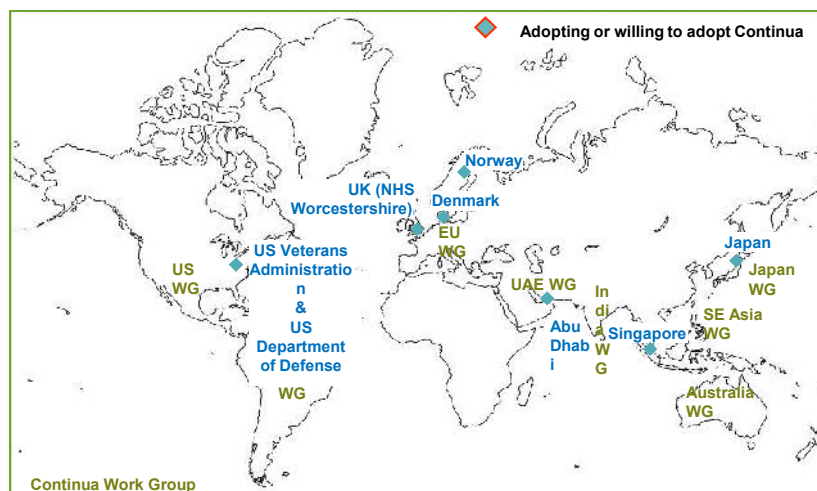 Adopting or willing to adopt Continua
Norway
UK (NHS
Worcestershire)
Denmark
EU
WG
US Veterans
Administratio
n
&
US
Department
of Defense
US
WG
WG
UAE WG
Abu
Dhab
i
In
di
a
W
G
Japan
Japan
WG
SE Asia
WG
Singapore
Australia
WG
Continua Work Group